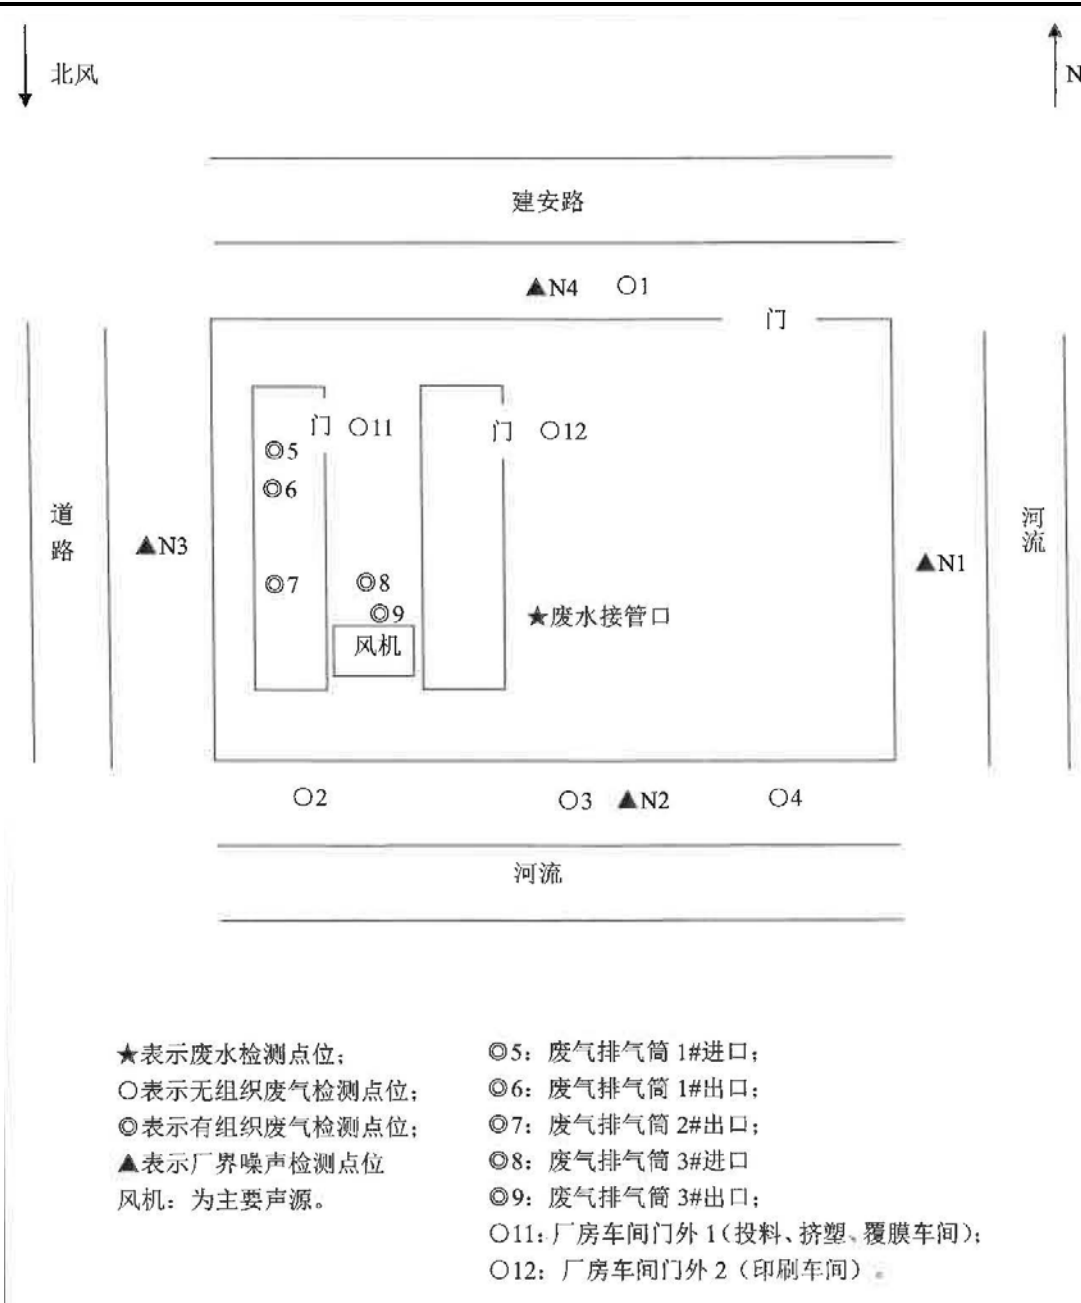 北风
N
建安路
▲N4 ○1
门
门 ○11
门 ○12
◎5
◎6
道路
▲N3
河流
▲N1
◎7
◎8
◎9
★废水接管口
风机
○2
○3 ▲N2
○4
河流
★表示废水检测点位；
○表示无组织废气检测点位；
◎表示有组织废气检测点位；
▲表示厂界噪声检测点位
风机：为主要声源。
◎5：废气排气筒 1#进口；
◎6：废气排气筒 1#出口；
◎7：废气排气筒 2#出口；
◎8：废气排气筒 3#进口
◎9：废气排气筒 3#出口；
○11：厂房车间门外 1（投料、挤塑、覆膜车间）；
○12：厂房车间门外 2（印刷车间）。